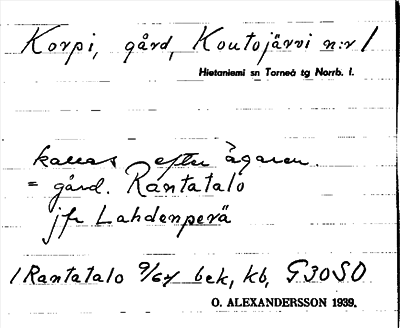 Korpi, gård, Koutojärvi n:r 1
Hietaniemi sn Torneå tg Norrb. l.
kallas efter ägaren.
= gård. Rantatalo
jfr Lahdenperä
1 Rantatalo 9/64 bek, kb, G30SO
O. ALEXANDERSSON 1939.